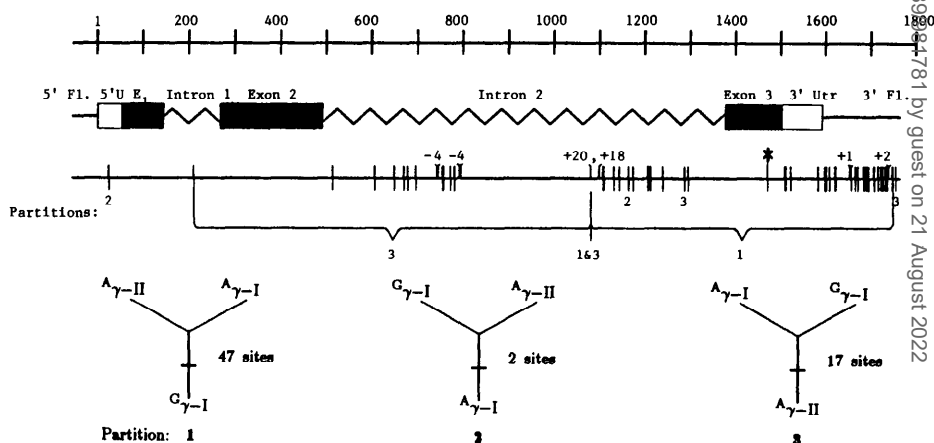 1 200 400 600 800 1000 1200 1400 1600 1800
5' Fl. 5'U E1 Intron 1 Exon 2 Intron 2 Exon 3 3' Utr 3' Fl.
-4 -4 +20,+18 * +1 +2
Partitions: 2 2 3 3
3 1&3 1
Aγ-II Aγ-I Gγ-I Aγ-II Aγ-I Gγ-I
47 sites 2 sites 17 sites
Gγ-I Aγ-I Aγ-II
Partition: 1 2 3
981781 by guest on 21 August 2022